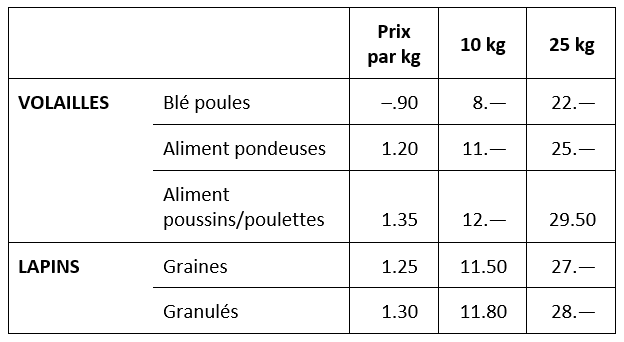 Prix par kg 10 kg 25 kg
VOLAILLES Blé poules –.90 8.— 22.—
Aliment pondeuses 1.20 11.— 25.—
Aliment
poussins/poulettes 1.35 12.— 29.50
LAPINS Graines 1.25 11.50 27.—
Granulés 1.30 11.80 28.—